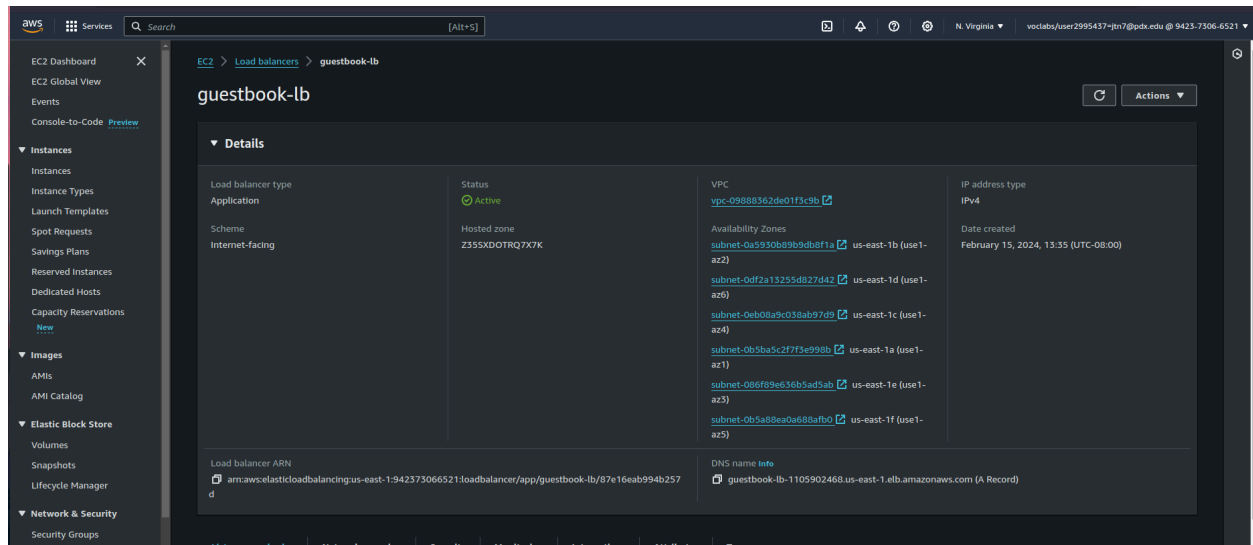 aws
Services
Search
[Alt+S]
N. Virginia
voclabs/user2995437=jtn7@pdx.edu @ 9423-7306-6521
EC2 Dashboard
EC2 Global View
Events
Console-to-Code Preview
Instances
Instances
Instance Types
Launch Templates
Spot Requests
Savings Plans
Reserved Instances
Dedicated Hosts
Capacity Reservations
New
Images
AMIs
AMI Catalog
Elastic Block Store
Volumes
Snapshots
Lifecycle Manager
Network & Security
Security Groups
EC2 > Load balancers > guestbook-lb
guestbook-lb
Actions
Details
Load balancer type
Application
Scheme
Internet-facing
Status
Active
Hosted zone
Z35SXDOTRQ7X7K
VPC
vpc-09888362de01f3c9b
Availability Zones
subnet-0a5930b89b9db8f1a us-east-1b (use1-
az2)
subnet-0df2a13255d827d42 us-east-1d (use1-
az6)
subnet-0eb08a9c038ab97d9 us-east-1c (use1-
az4)
subnet-0b5ba5c2f7f3e998b us-east-1a (use1-
az1)
subnet-086f89e636b5ad5ab us-east-1e (use1-
az3)
subnet-0b5a88ea0a688afb0 us-east-1f (use1-
az5)
IP address type
IPv4
Date created
February 15, 2024, 13:35 (UTC-08:00)
Load balancer ARN
arn:aws:elasticloadbalancing:us-east-1:942373066521:loadbalancer/app/guestbook-lb/87e16eab994b257
d
DNS name Info
guestbook-lb-1105902468.us-east-1.elb.amazonaws.com (A Record)